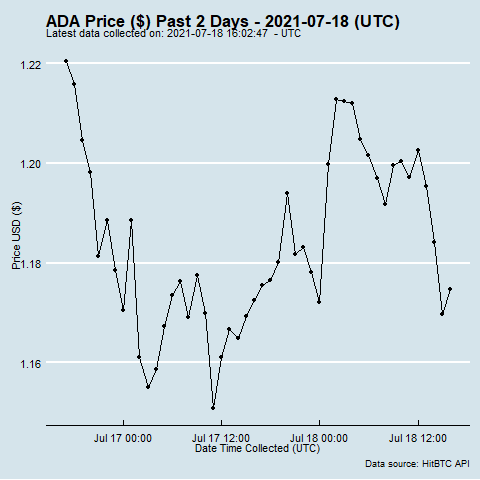 ADA Price ($) Past 2 Days - 2021-07-18 (UTC)
Latest data collected on: 2021-07-18 16:02:47  - UTC
1.22
1.20
1.18
1.16
Price USD ($)
Jul 17 00:00
Jul 17 12:00
Jul 18 00:00
Jul 18 12:00
Date Time Collected (UTC)
Data source: HitBTC API